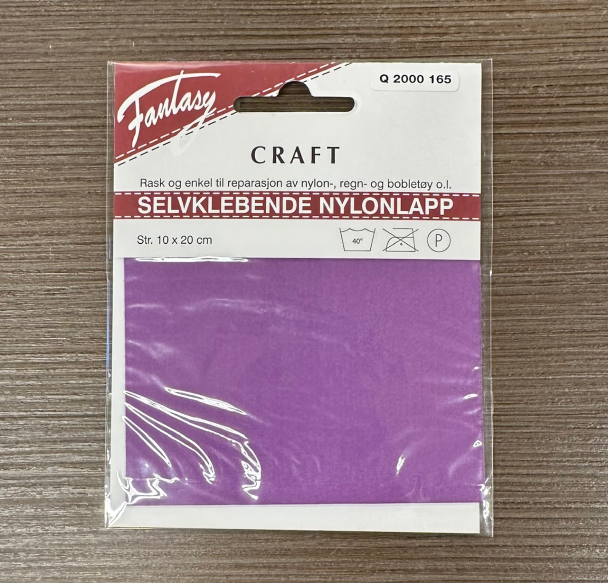 Fantasy
Q 2000 165
CRAFT
Rask og enkel til reparasjon av nylon-, regn- og bobletøy o.l.
SELVKLEBENDE NYLONLAPP
Str. 10 x 20 cm
40° P